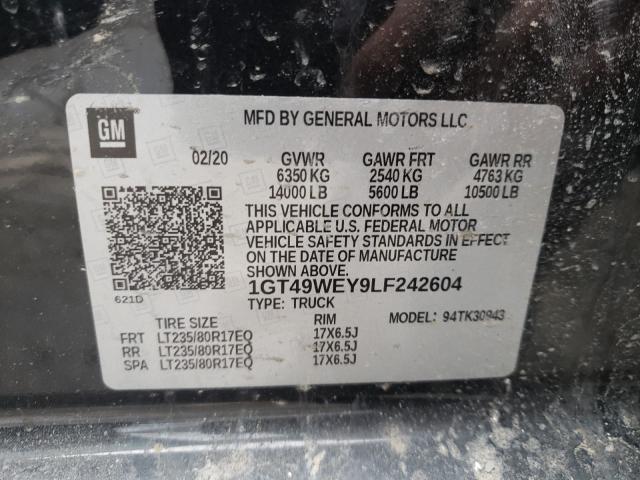 GM
MFD BY GENERAL MOTORS LLC
02/20 GVWR GAWR FRT GAWR RR
6350 KG 2540 KG 4763 KG
14000 LB 5600 LB 10500 LB
THIS VEHICLE CONFORMS TO ALL
APPLICABLE U.S. FEDERAL MOTOR
VEHICLE SAFETY STANDARDS IN EFFECT
ON THE DATE OF MANUFACTURE
SHOWN ABOVE.
621D 1GT49WEY9LF242604
TYPE: TRUCK MODEL: 94TK30943
TIRE SIZE RIM
FRT LT235/80R17EQ 17X6.5J
RR LT235/80R17EQ 17X6.5J
SPA LT235/80R17EQ 17X6.5J